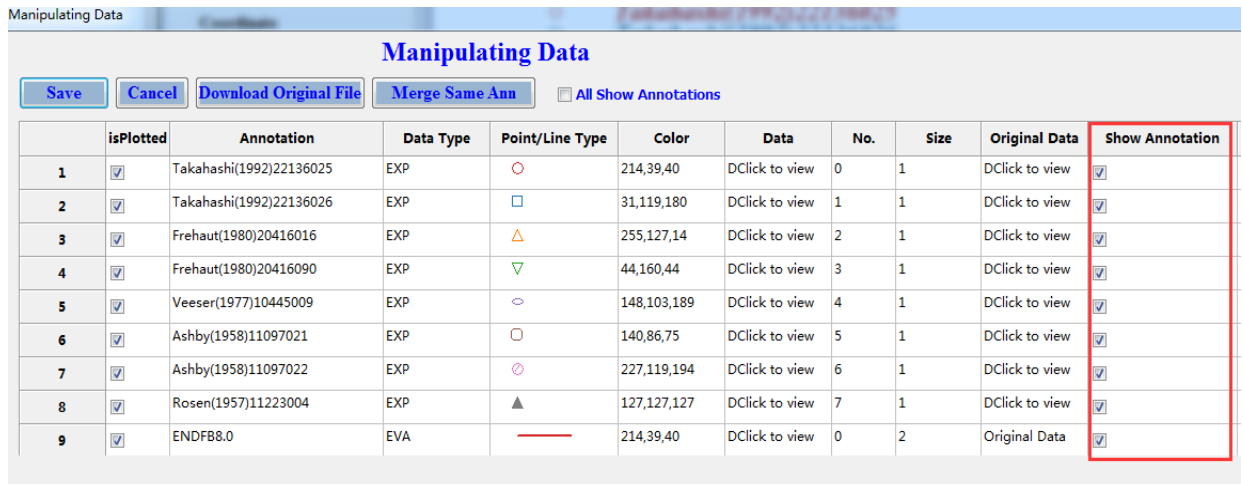 Manipulating Data
Coordinate
Takahashi(1992)22136025
Manipulating Data
Save Cancel Download Original File Merge Same Ann All Show Annotations
isPlotted Annotation Data Type Point/Line Type Color Data No. Size Original Data Show Annotation
1 Takahashi(1992)22136025 EXP 214,39,40 DClick to view 0 1 DClick to view
2 Takahashi(1992)22136026 EXP 31,119,180 DClick to view 1 1 DClick to view
3 Frehaut(1980)20416016 EXP 255,127,14 DClick to view 2 1 DClick to view
4 Frehaut(1980)20416090 EXP 44,160,44 DClick to view 3 1 DClick to view
5 Veeser(1977)10445009 EXP 148,103,189 DClick to view 4 1 DClick to view
6 Ashby(1958)11097021 EXP 140,86,75 DClick to view 5 1 DClick to view
7 Ashby(1958)11097022 EXP 227,119,194 DClick to view 6 1 DClick to view
8 Rosen(1957)11223004 EXP 127,127,127 DClick to view 7 1 DClick to view
9 ENDFB8.0 EVA 214,39,40 DClick to view 0 2 Original Data